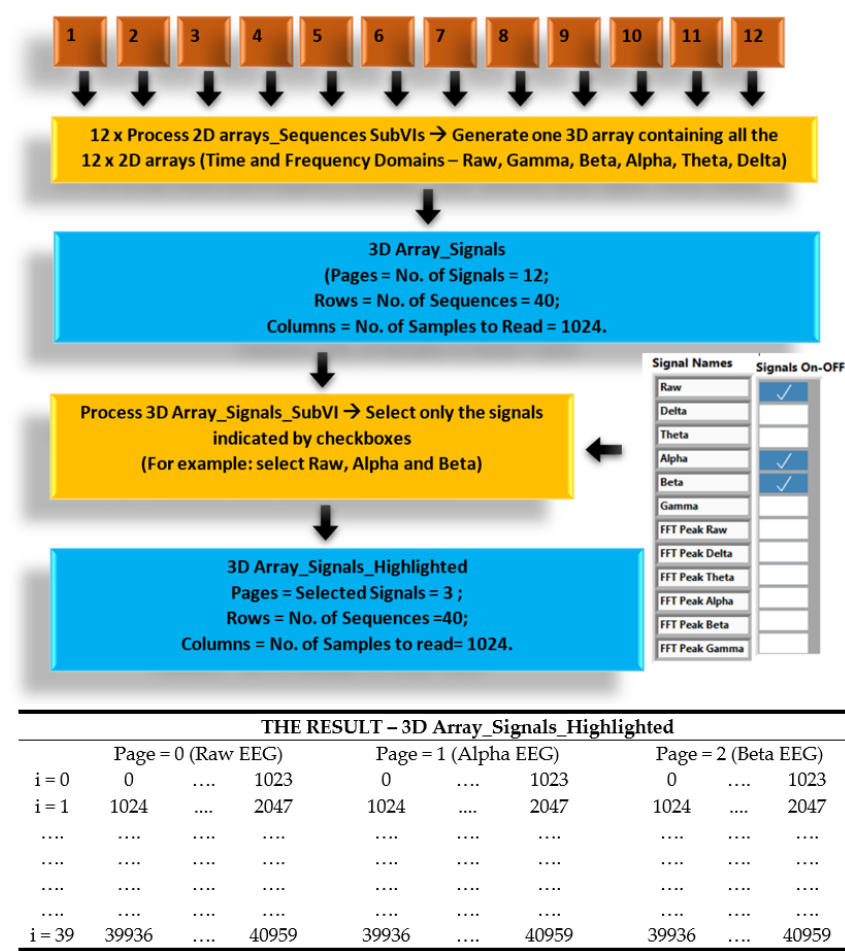 1 2 3 4 5 6 7 8 9 10 11 12
12 x Process 2D arrays_Sequences SubVIs → Generate one 3D array containing all the
12 x 2D arrays (Time and Frequency Domains – Raw, Gamma, Beta, Alpha, Theta, Delta)
3D Array_Signals
(Pages = No. of Signals = 12;
Rows = No. of Sequences = 40;
Columns = No. of Samples to Read = 1024.
Signal Names Signals On-OFF
Raw
Delta
Theta
Alpha
Beta
Gamma
FFT Peak Raw
FFT Peak Delta
FFT Peak Theta
FFT Peak Alpha
FFT Peak Beta
FFT Peak Gamma
Process 3D Array_Signals_SubVI → Select only the signals
indicated by checkboxes
(For example: select Raw, Alpha and Beta)
3D Array_Signals_Highlighted
Pages = Selected Signals = 3 ;
Rows = No. of Sequences =40;
Columns = No. of Samples to read= 1024.
THE RESULT – 3D Array_Signals_Highlighted
Page = 0 (Raw EEG) Page = 1 (Alpha EEG) Page = 2 (Beta EEG)
i = 0 0 …. 1023 0 …. 1023 0 …. 1023
i = 1 1024 .... 2047 1024 .... 2047 1024 .... 2047
…. …. …. …. …. …. …. …. …. ….
…. …. …. …. …. …. …. …. …. ….
…. …. …. …. …. …. …. …. …. ….
…. …. …. …. …. …. …. …. …. ….
i = 39 39936 …. 40959 39936 …. 40959 39936 …. 40959